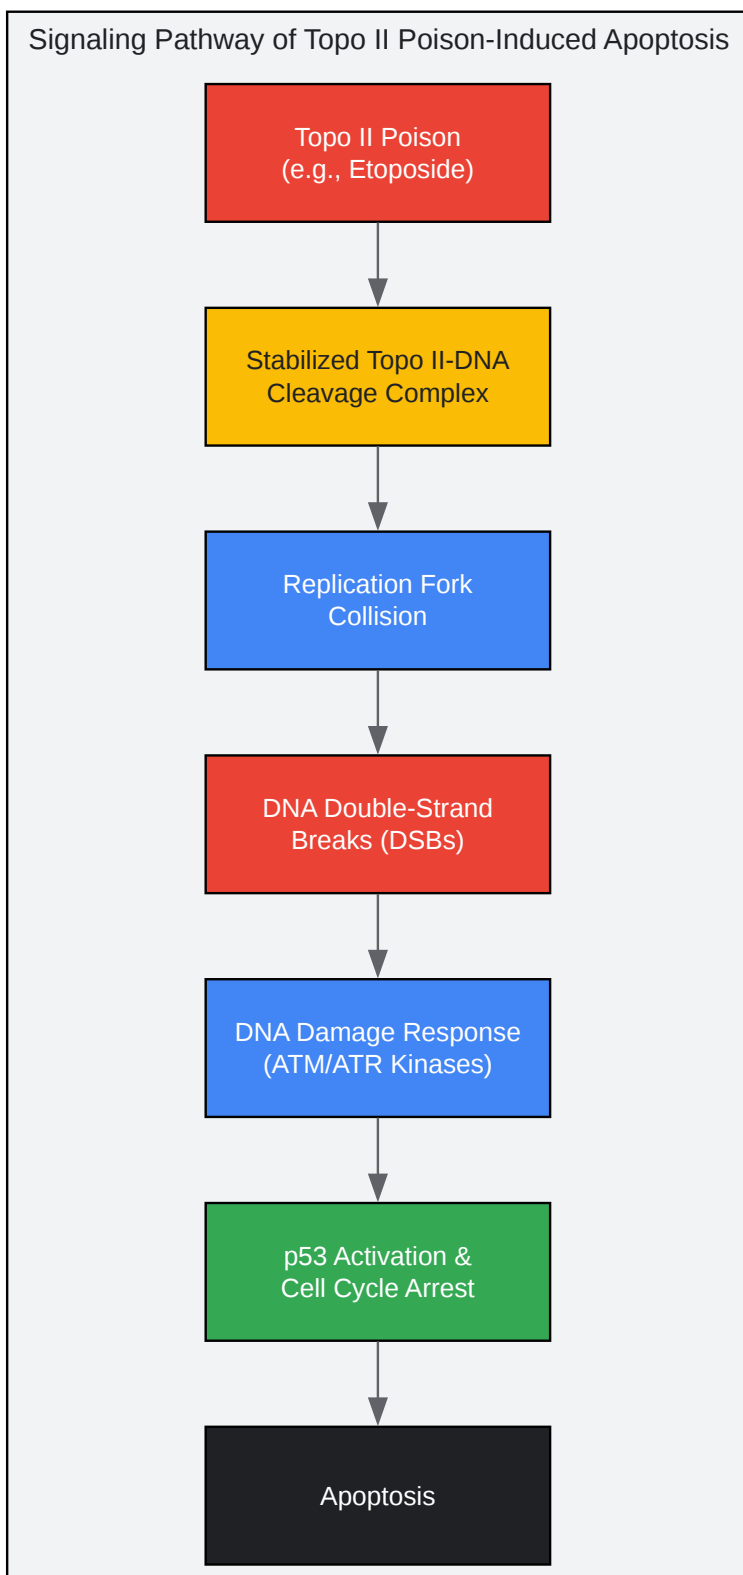 Signaling Pathway of Topo II Poison-Induced Apoptosis
Topo II Poison
(e.g., Etoposide)
Stabilized Topo II-DNA
Cleavage Complex
Replication Fork
Collision
DNA Double-Strand
Breaks (DSBs)
DNA Damage Response
(ATM/ATR Kinases)
p53 Activation &
Cell Cycle Arrest
Apoptosis